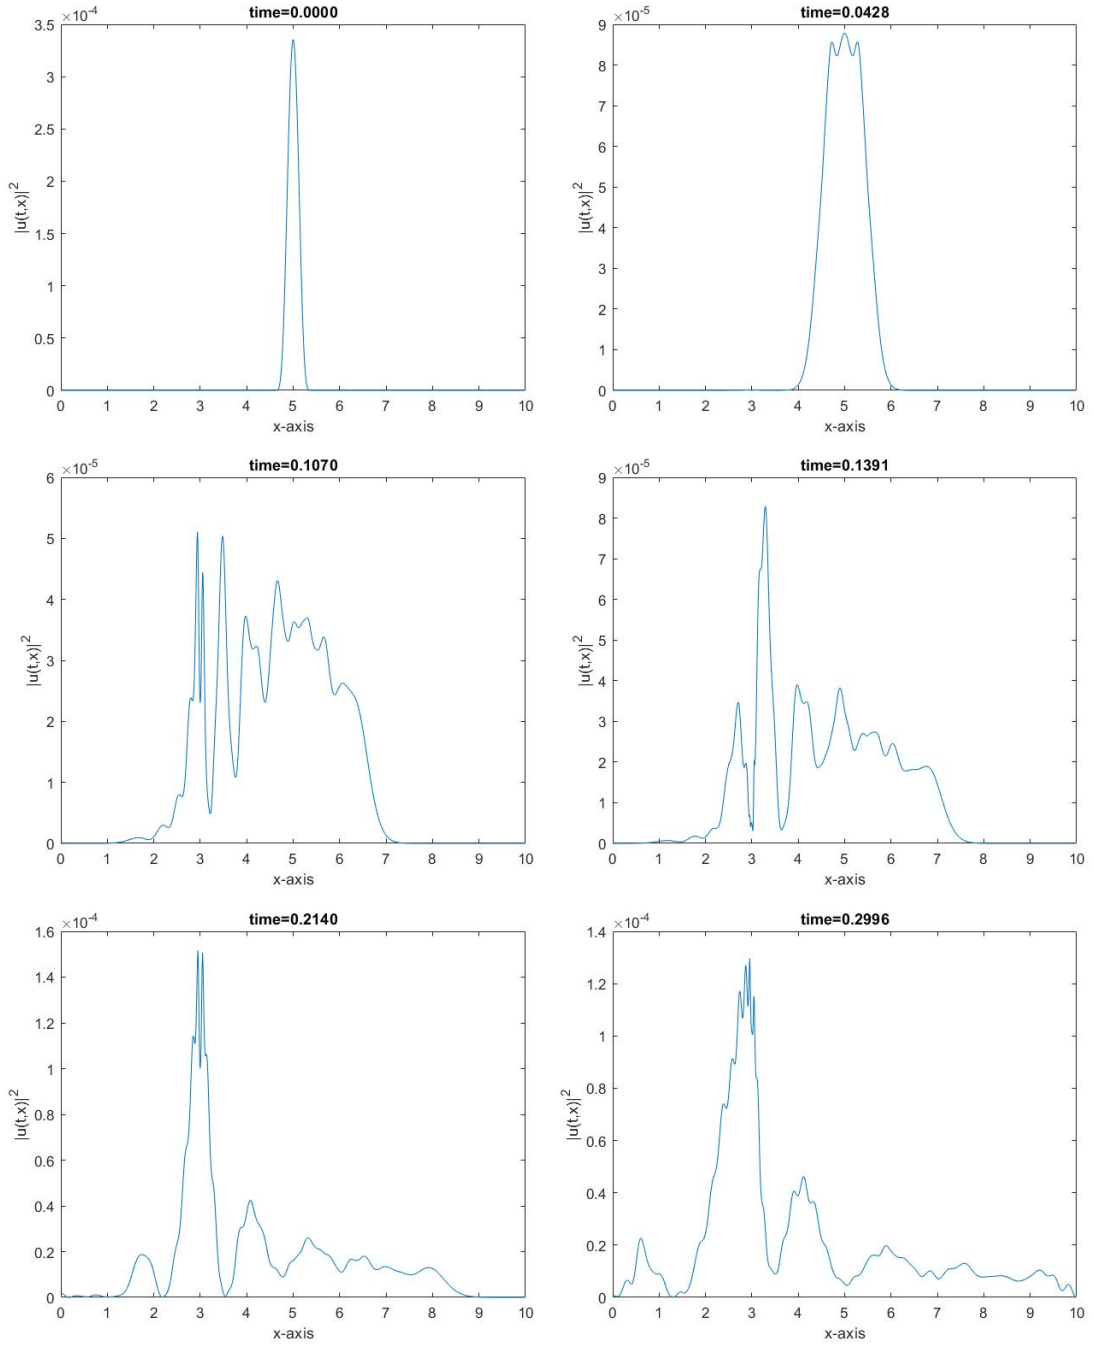 time=0.0000
×10-4
3.5
3
2.5
2
1.5
1
0.5
0
|u(t,x)|2
0 1 2 3 4 5 6 7 8 9 10
x-axis
time=0.0428
×10-5
9
8
7
6
5
4
3
2
1
0
|u(t,x)|2
0 1 2 3 4 5 6 7 8 9 10
x-axis
time=0.1070
×10-5
6
5
4
3
2
1
0
|u(t,x)|2
0 1 2 3 4 5 6 7 8 9 10
x-axis
time=0.1391
×10-5
9
8
7
6
5
4
3
2
1
0
|u(t,x)|2
0 1 2 3 4 5 6 7 8 9 10
x-axis
time=0.2140
×10-4
1.6
1.4
1.2
1
0.8
0.6
0.4
0.2
0
|u(t,x)|2
0 1 2 3 4 5 6 7 8 9 10
x-axis
time=0.2996
×10-4
1.4
1.2
1
0.8
0.6
0.4
0.2
0
|u(t,x)|2
0 1 2 3 4 5 6 7 8 9 10
x-axis